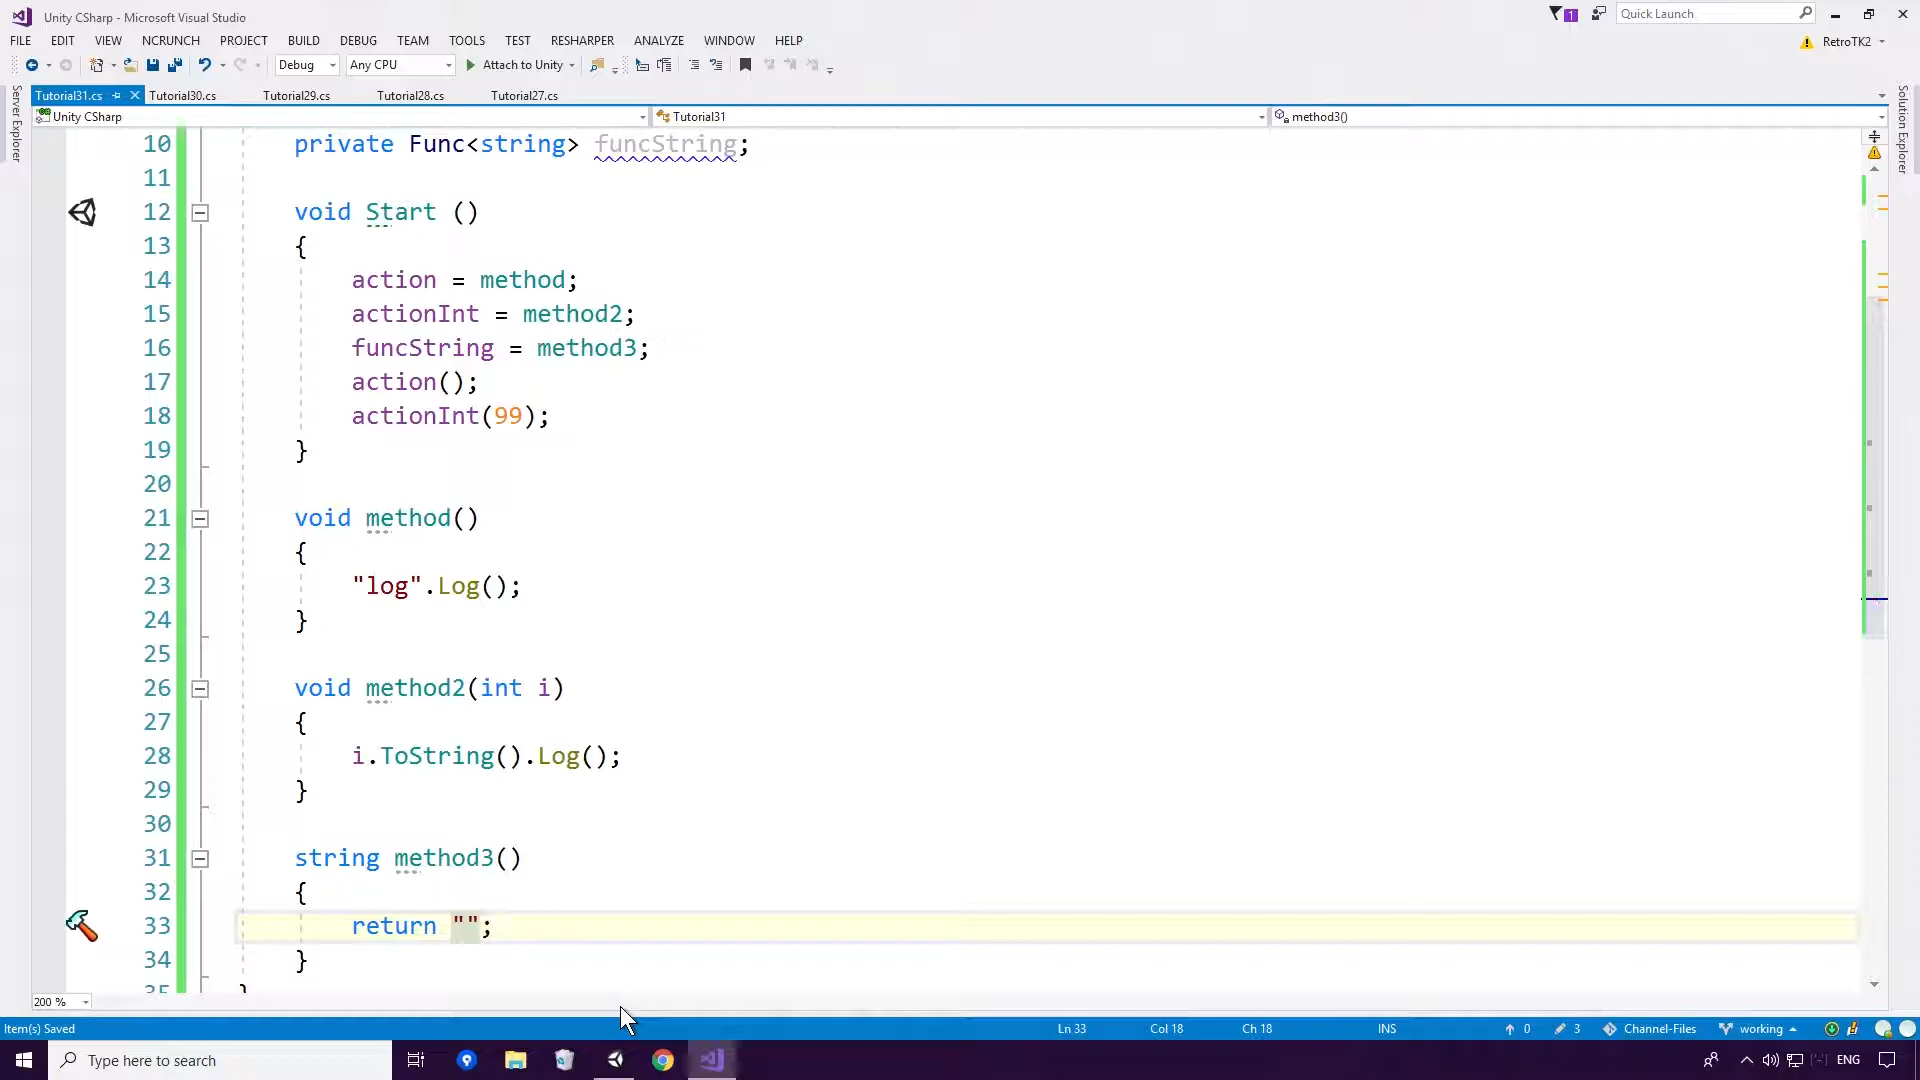 Unity CSharp - Microsoft Visual Studio
1
Quick Launch
FILE EDIT VIEW NCRUNCH PROJECT BUILD DEBUG TEAM TOOLS TEST RESHARPER ANALYZE WINDOW HELP
RetroTK2
Debug Any CPU Attach to Unity
Server Explorer
Tutorial31.cs Tutorial30.cs Tutorial29.cs Tutorial28.cs Tutorial27.cs
Solution Explorer
Unity CSharp Tutorial31 method3()
10 private Func<string> funcString;
11
12 void Start ()
13 {
14 action = method;
15 actionInt = method2;
16 funcString = method3;
17 action();
18 actionInt(99);
19 }
20
21 void method()
22 {
23 "log".Log();
24 }
25
26 void method2(int i)
27 {
28 i.ToString().Log();
29 }
30
31 string method3()
32 {
33 return "";
34 }
35 }
200 %
Item(s) Saved Ln 33 Col 18 Ch 18 INS 0 3 Channel-Files working
Type here to search ENG